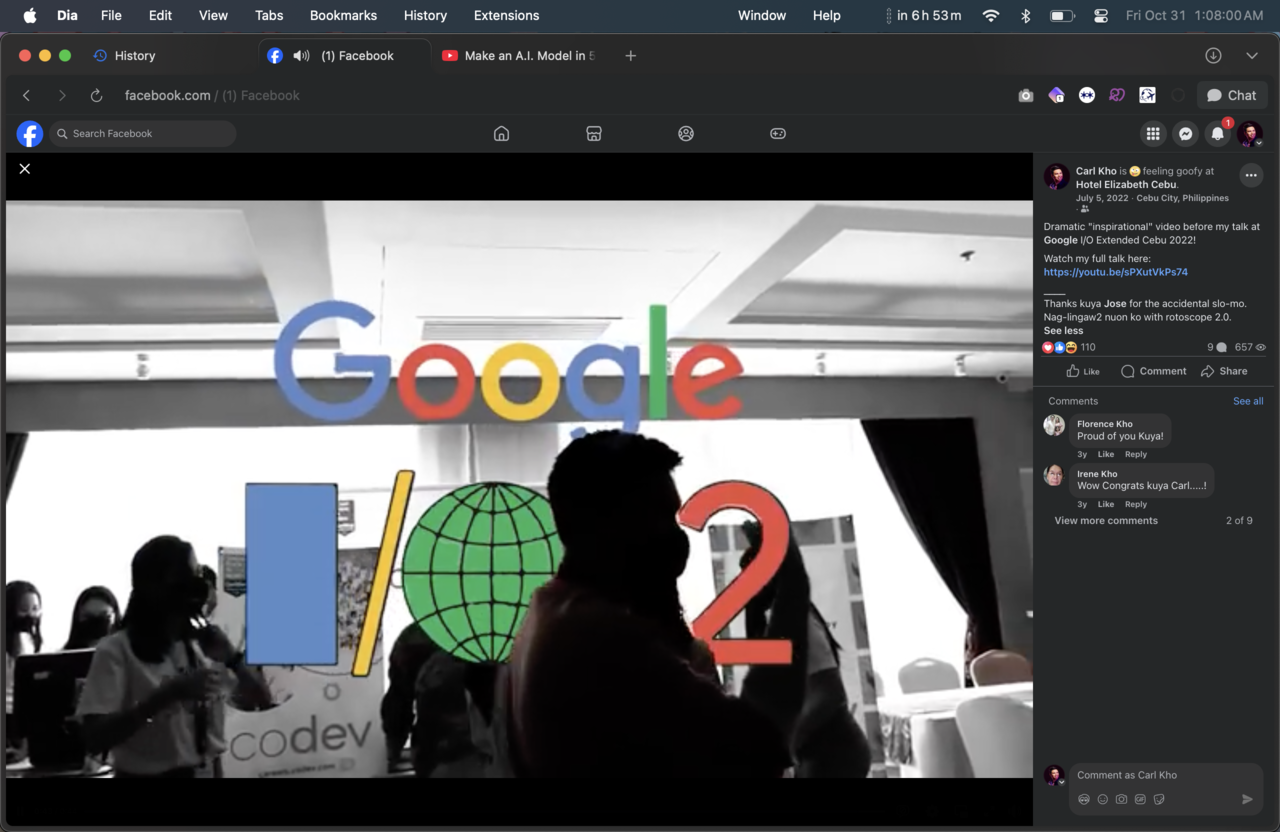 Dia File Edit View Tabs Bookmarks History Extensions Window Help in 6 h 53 m Fri Oct 31 1:08:00 AM
History (1) Facebook Make an A.I. Model in 5
facebook.com / (1) Facebook Chat
Search Facebook
1
Carl Kho is feeling goofy at
Hotel Elizabeth Cebu.
July 5, 2022 · Cebu City, Philippines
·
Dramatic "inspirational" video before my talk at
Google I/O Extended Cebu 2022!
Watch my full talk here:
https://youtu.be/sPXutVkPs74
____
Thanks kuya Jose for the accidental slo-mo.
Nag-lingaw2 nuon ko with rotoscope 2.0.
See less
110 9 657
Like Comment Share
Comments See all
Florence Kho
Proud of you Kuya!
3y Like Reply
Irene Kho
Wow Congrats kuya Carl.....!
3y Like Reply
View more comments 2 of 9
Comment as Carl Kho
GIF
Google
I/O 2
codev
careers.codev.com